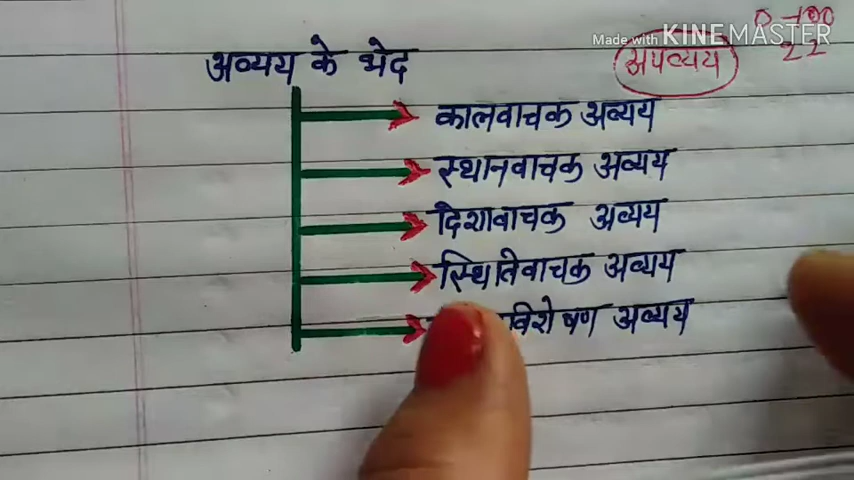 Made with KINEMASTER
अव्यय के भेद
अपव्यय
22
कालवाचक अव्यय
स्थानवाचक अव्यय
दिशावाचक अव्यय
स्थितिवाचक अव्यय
विशेषण अव्यय